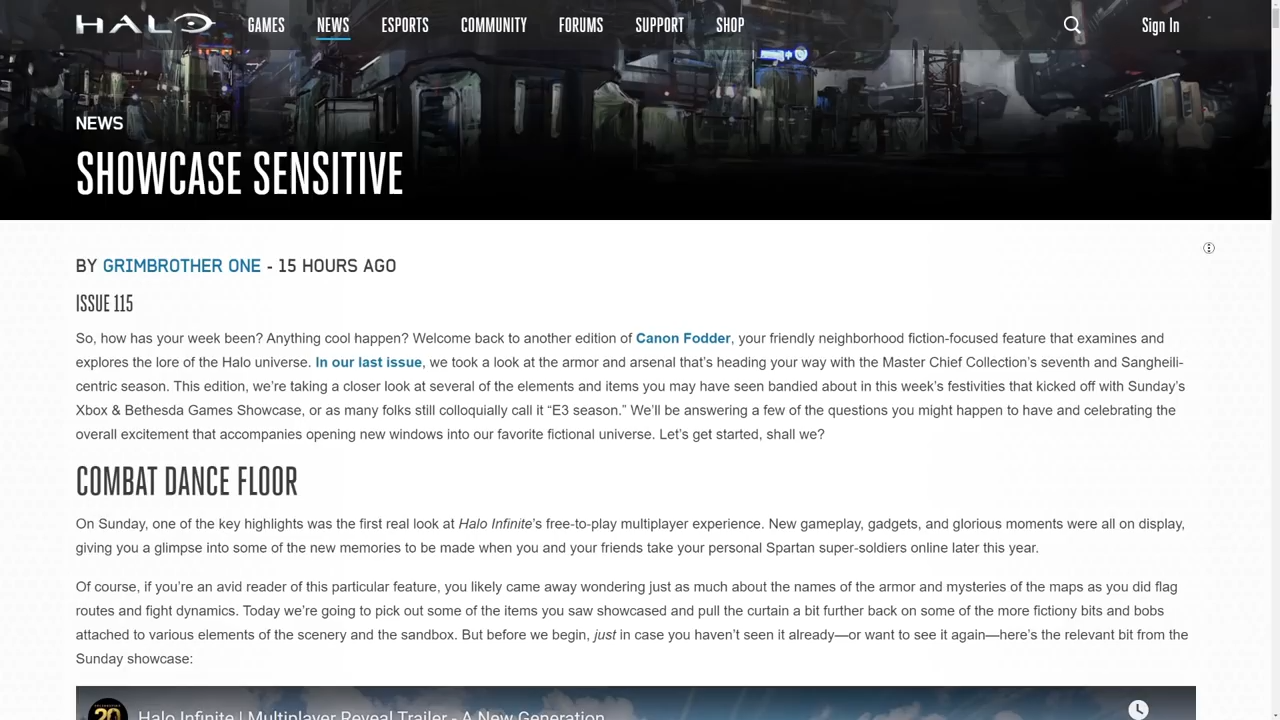 HALO GAMES NEWS ESPORTS COMMUNITY FORUMS SUPPORT SHOP Sign In
NEWS
SHOWCASE SENSITIVE
BY GRIMBROTHER ONE - 15 HOURS AGO
ISSUE 115
So, how has your week been? Anything cool happen? Welcome back to another edition of Canon Fodder, your friendly neighborhood fiction-focused feature that examines and
explores the lore of the Halo universe. In our last issue, we took a look at the armor and arsenal that’s heading your way with the Master Chief Collection’s seventh and Sangheili-
centric season. This edition, we’re taking a closer look at several of the elements and items you may have seen bandied about in this week’s festivities that kicked off with Sunday’s
Xbox & Bethesda Games Showcase, or as many folks still colloquially call it “E3 season.” We’ll be answering a few of the questions you might happen to have and celebrating the
overall excitement that accompanies opening new windows into our favorite fictional universe. Let’s get started, shall we?
COMBAT DANCE FLOOR
On Sunday, one of the key highlights was the first real look at Halo Infinite’s free-to-play multiplayer experience. New gameplay, gadgets, and glorious moments were all on display,
giving you a glimpse into some of the new memories to be made when you and your friends take your personal Spartan super-soldiers online later this year.
Of course, if you’re an avid reader of this particular feature, you likely came away wondering just as much about the names of the armor and mysteries of the maps as you did flag
routes and fight dynamics. Today we’re going to pick out some of the items you saw showcased and pull the curtain a bit further back on some of the more fictiony bits and bobs
attached to various elements of the scenery and the sandbox. But before we begin, just in case you haven’t seen it already—or want to see it again—here’s the relevant bit from the
Sunday showcase:
20 Halo Infinite | Multiplayer Reveal Trailer - A New Generation